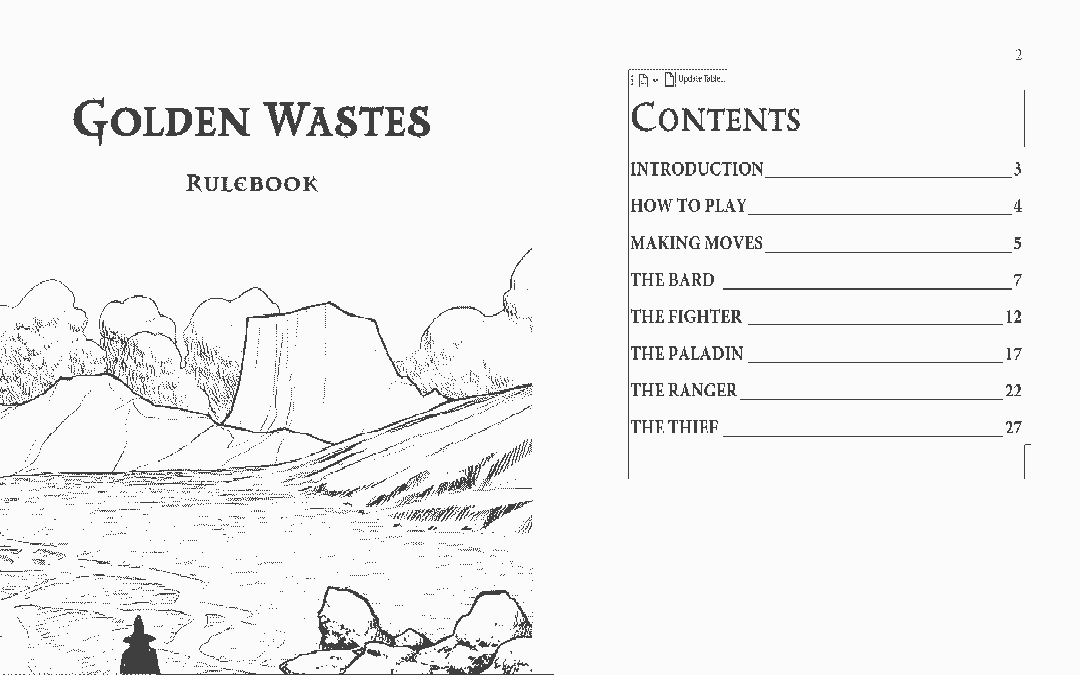 Golden Wastes
Rulebook
2
Update Table...
Contents
INTRODUCTION 3
HOW TO PLAY 4
MAKING MOVES 5
THE BARD 7
THE FIGHTER 12
THE PALADIN 17
THE RANGER 22
THE THIEF 27